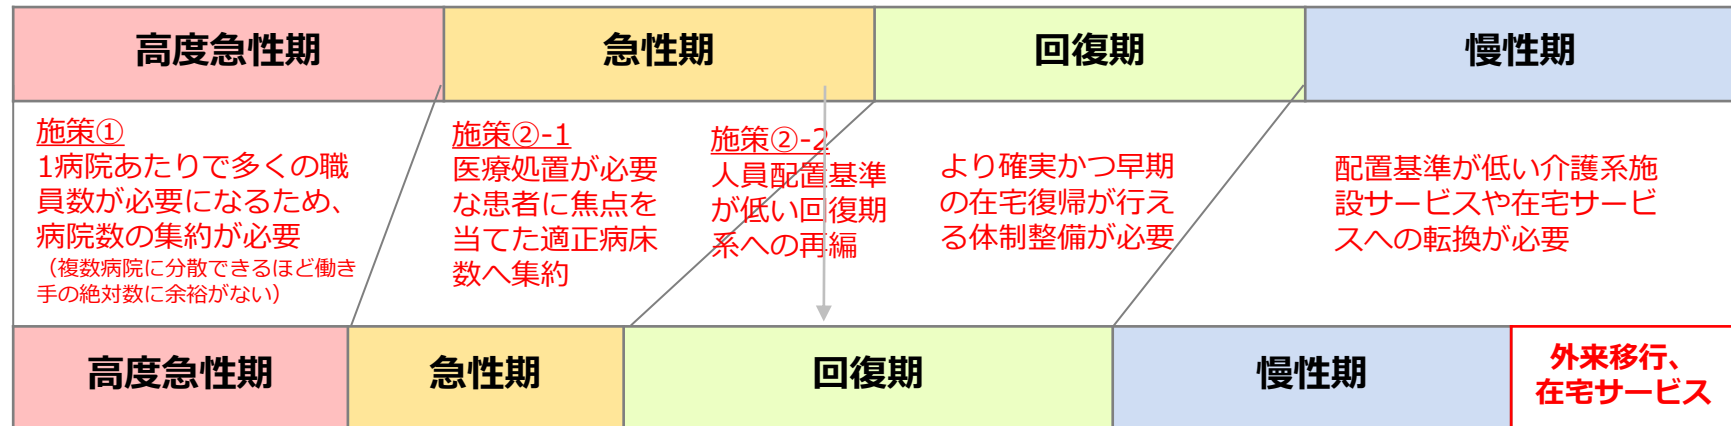 高度急性期
急性期
回復期
慢性期
施策①
1病院あたりで多くの職
員数が必要になるため、
病院数の集約が必要
（複数病院に分散できるほど働き
手の絶対数に余裕がない）
施策②-1
医療処置が必要
な患者に焦点を
当てた適正病床
数へ集約
施策②-2
人員配置基準
が低い回復期
系への再編
より確実かつ早期
の在宅復帰が行え
る体制整備が必要
配置基準が低い介護系施
設サービスや在宅サービ
スへの転換が必要
高度急性期
急性期
回復期
慢性期
外来移行、
在宅サービス